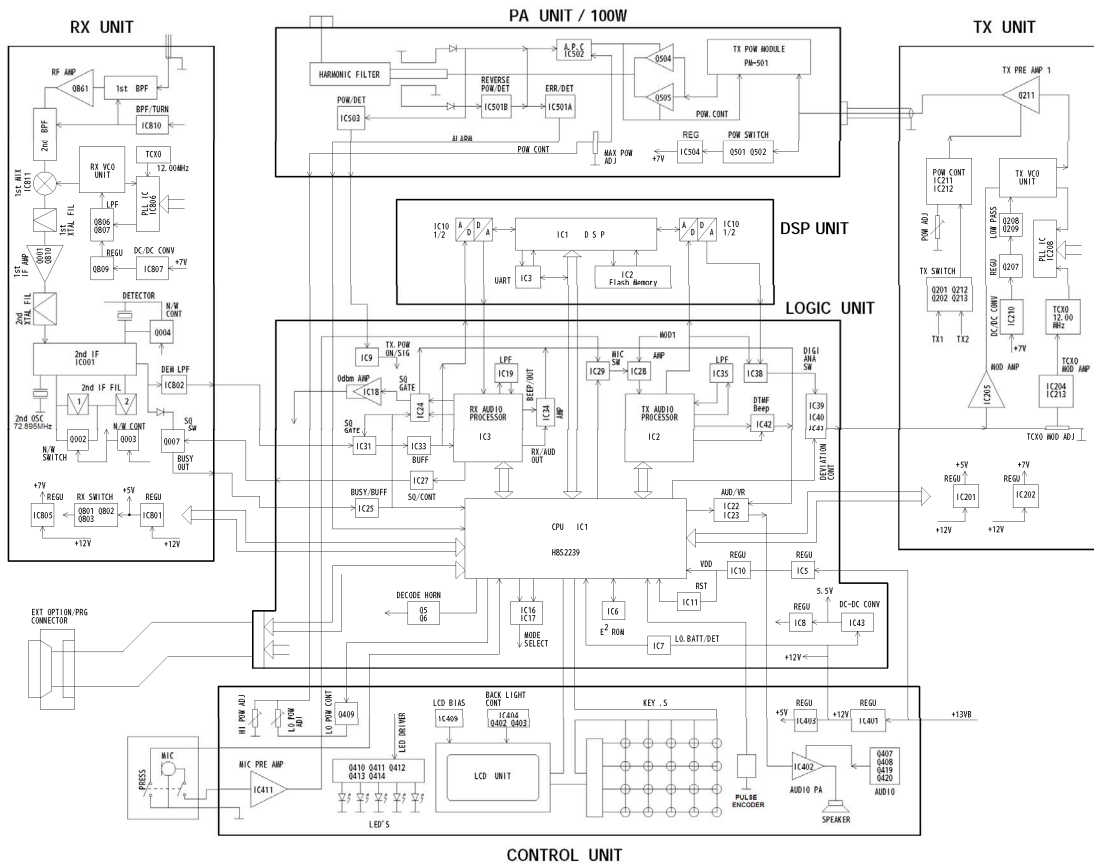 PA UNIT / 100W
RX UNIT
TX UNIT
RF AMP
Q861
1st BPF
2nd BPF
BPF/TURN
IC810
RX VCO
UNIT
TCXO
12.00MHz
PLL IC
IC806
1st MIX
IC811
LPF
Q806
Q807
1st
XTAL FIL
REGU
Q809
DC/DC CONV
IC807
+7V
1st
IF AMP
2nd
XTAL FIL
DETECTOR
N/W
CONT
Q004
2nd IF
IC001
DEW LPF
IC802
2nd IF FIL
1
2
2nd OSC
72.895MHz
Q002
Q003
N/W CONT
N/W
SWITCH
SQ
SW
Q007
BUSY
OUT
+7V
REGU
IC805
RX SWITCH
Q801 Q802
Q803
+5V
REGU
IC801
+12V
+12V
HARMONIC FILTER
A.P.C
IC502
Q504
Q505
TX POW MODULE
PM-501
REVERSE
POW/DET
IC501B
ERR/DET
IC501A
POW/DET
IC503
POW.CONT
ALARM
POW CONT
MAX POW
ADJ
REG
IC504
+7V
POW SWITCH
Q501 Q502
DSP UNIT
IC10
1/2
A
D
D
A
IC1 D S P
A
D
D
A
IC10
1/2
UART
IC3
IC2
Flash Memory
LOGIC UNIT
TX PRE AMP 1
Q211
POW CONT
IC211
IC212
POW ADJ
TX VCO
UNIT
LOW PASS
Q208
Q209
PLL IC
IC208
REGU
Q207
TX SWITCH
Q201
Q202
Q212
Q213
TX1
TX2
DC/DC CONV
IC210
+7V
TCXO
12.00
MHz
TCXO
MOD AMP
MOD AMP
IC205
IC204
IC213
TCXO MOD ADJ
+5V
REGU
IC201
+12V
+7V
REGU
IC202
+12V
IC9
TX.POW
ON/SIG
0dbm AMP
IC18
SQ
GATE
IC24
LPF
IC19
BEEP/OUT
IC34
AMP
RX AUDIO
PROCESSOR
IC3
SQ
GATE
IC31
IC33
BUFF
RX/AUD
OUT
IC27
SQ/CONT
BUSY/BUFF
IC25
MIC
SW
IC29
MOD1
AMP
IC28
LPF
IC35
IC38
DIGI
ANA SW
TX AUDIO
PROCESSOR
IC2
DTMF
Beep
IC42
IC39
IC40
IC41
DEVIATION
CONT
AUD/VR
IC22
IC23
CPU IC1
H8S2239
VDD
REGU
IC10
REGU
IC5
RST
IC11
5.5V
REGU
IC8
DC-DC CONV
IC43
+12V
DECODE HORN
Q5
Q6
IC16
IC17
MODE
SELECT
IC6
E2 ROM
IC7
LO.BATT/DET
EXT OPTION/PRG
CONNECTOR
HI POW ADJ
LO POW
ADJ
LO POW CONT
Q409
LED DRIVER
Q410 Q411 Q412
Q413 Q414
LED'S
LCD BIAS
IC409
BACK LIGHT
CONT
IC404
Q402 Q403
LCD UNIT
KEY .S
PULSE
ENCODER
+5V
REGU
IC403
+12V
REGU
IC401
+13VB
IC402
AUDIO PA
Q407
Q408
Q419
Q420
AUDIO
SPEAKER
PRESS
MIC
MIC PRE AMP
IC411
CONTROL UNIT